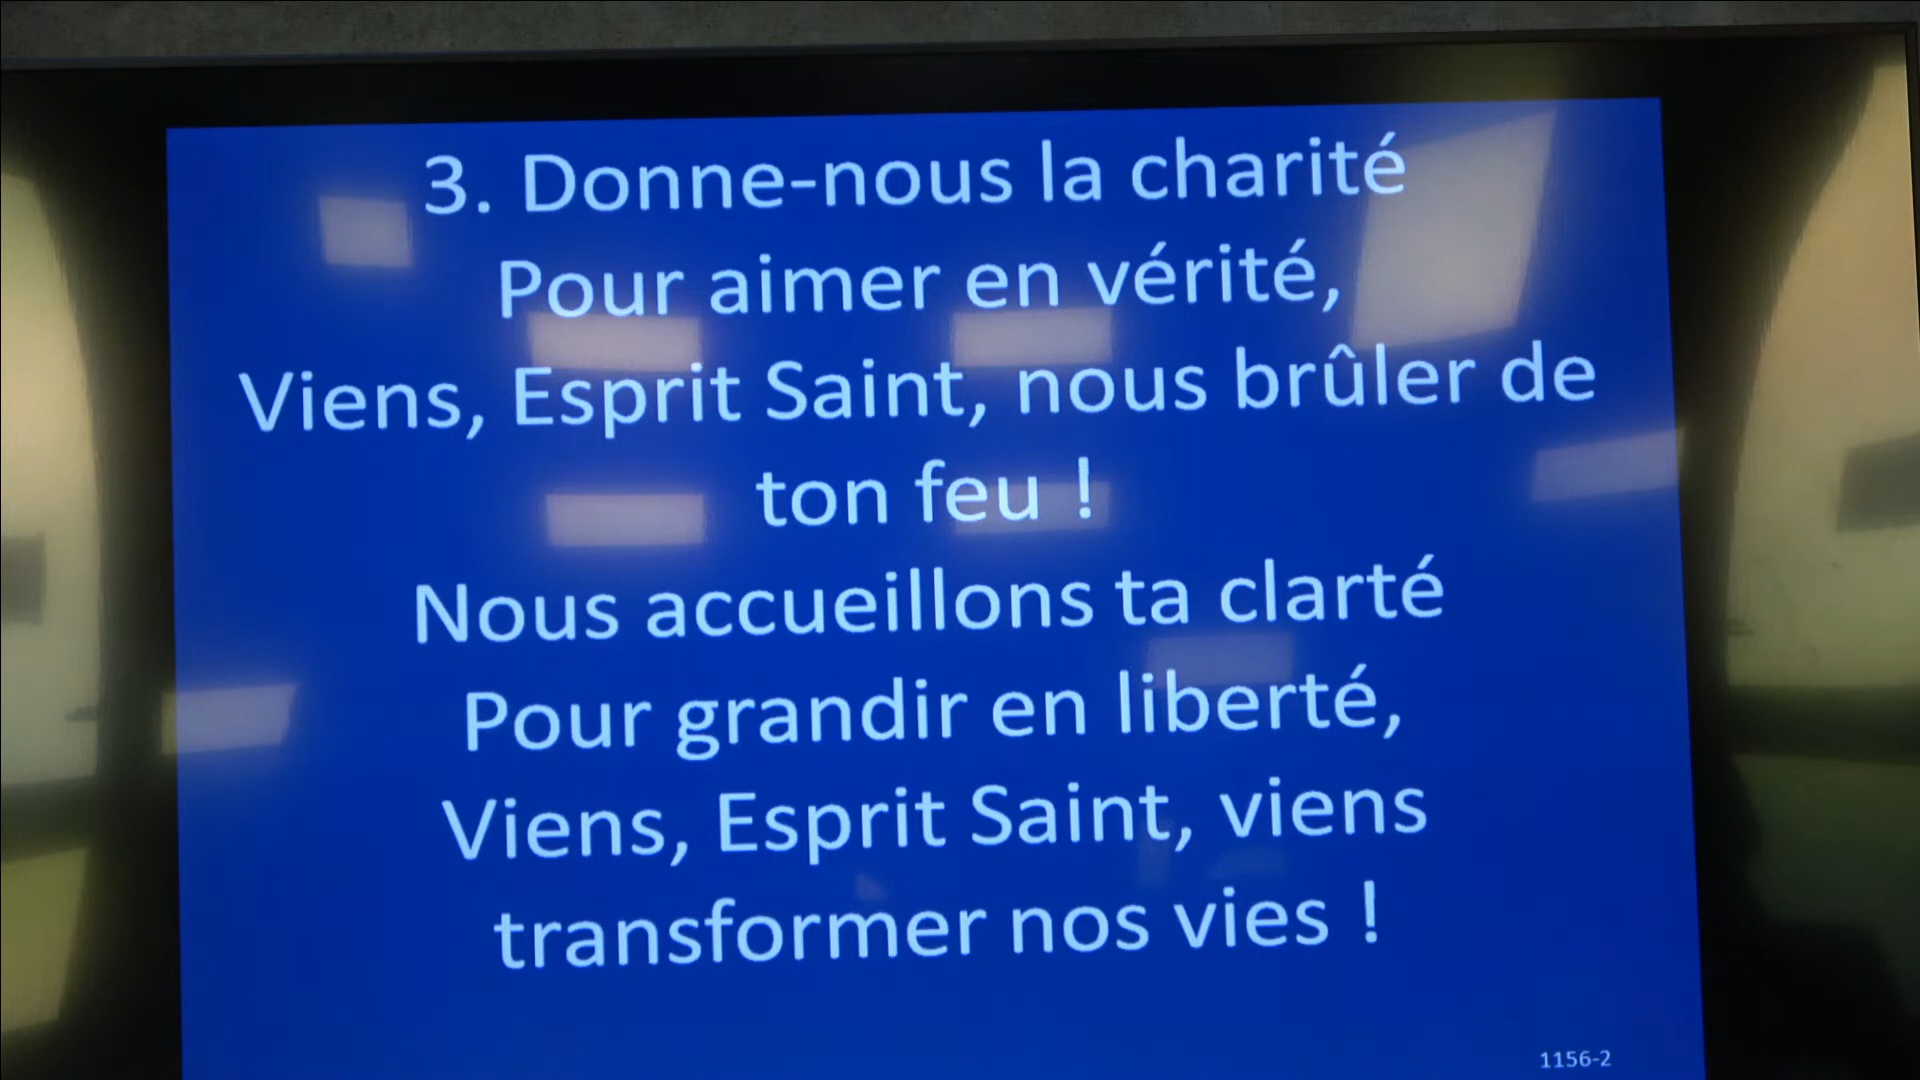 3. Donne-nous la charité
Pour aimer en vérité,
Viens, Esprit Saint, nous brûler de
ton feu !
Nous accueillons ta clarté
Pour grandir en liberté,
Viens, Esprit Saint, viens
transformer nos vies !
1156-2